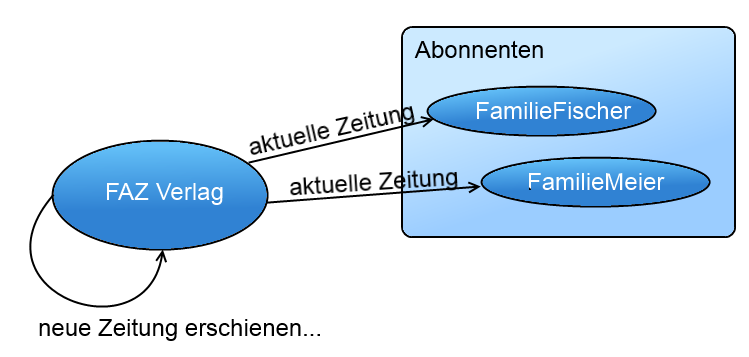 Abonnenten
FamilieFischer
aktuelle Zeitung
FAZ Verlag
aktuelle Zeitung
FamilieMeier
neue Zeitung erschienen...